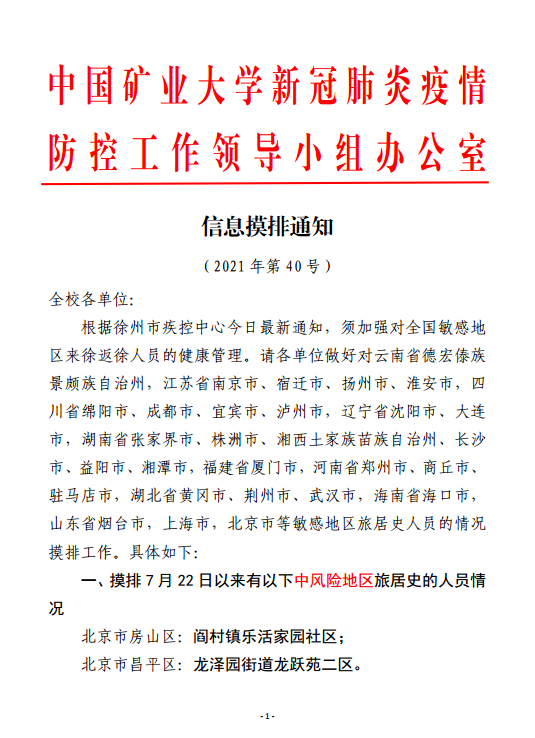 中国矿业大学新冠肺炎疫情
防控工作领导小组办公室
信息摸排通知
（2021 年第 40 号）
全校各单位：
根据徐州市疾控中心今日最新通知，须加强对全国敏感地
区来徐返徐人员的健康管理。请各单位做好对云南省德宏傣族
景颇族自治州，江苏省南京市、宿迁市、扬州市、淮安市，四
川省绵阳市、成都市、宜宾市、泸州市，辽宁省沈阳市、大连
市，湖南省张家界市、株洲市、湘西土家族苗族自治州、长沙
市、益阳市、湘潭市，福建省厦门市，河南省郑州市、商丘市、
驻马店市，湖北省黄冈市、荆州市、武汉市，海南省海口市，
山东省烟台市，上海市，北京市等敏感地区旅居史人员的情况
摸排工作。具体如下：
一、摸排 7 月 22 日以来有以下中风险地区旅居史的人员情
况
北京市房山区：阎村镇乐活家园社区；
北京市昌平区：龙泽园街道龙跃苑二区。
- 1 -